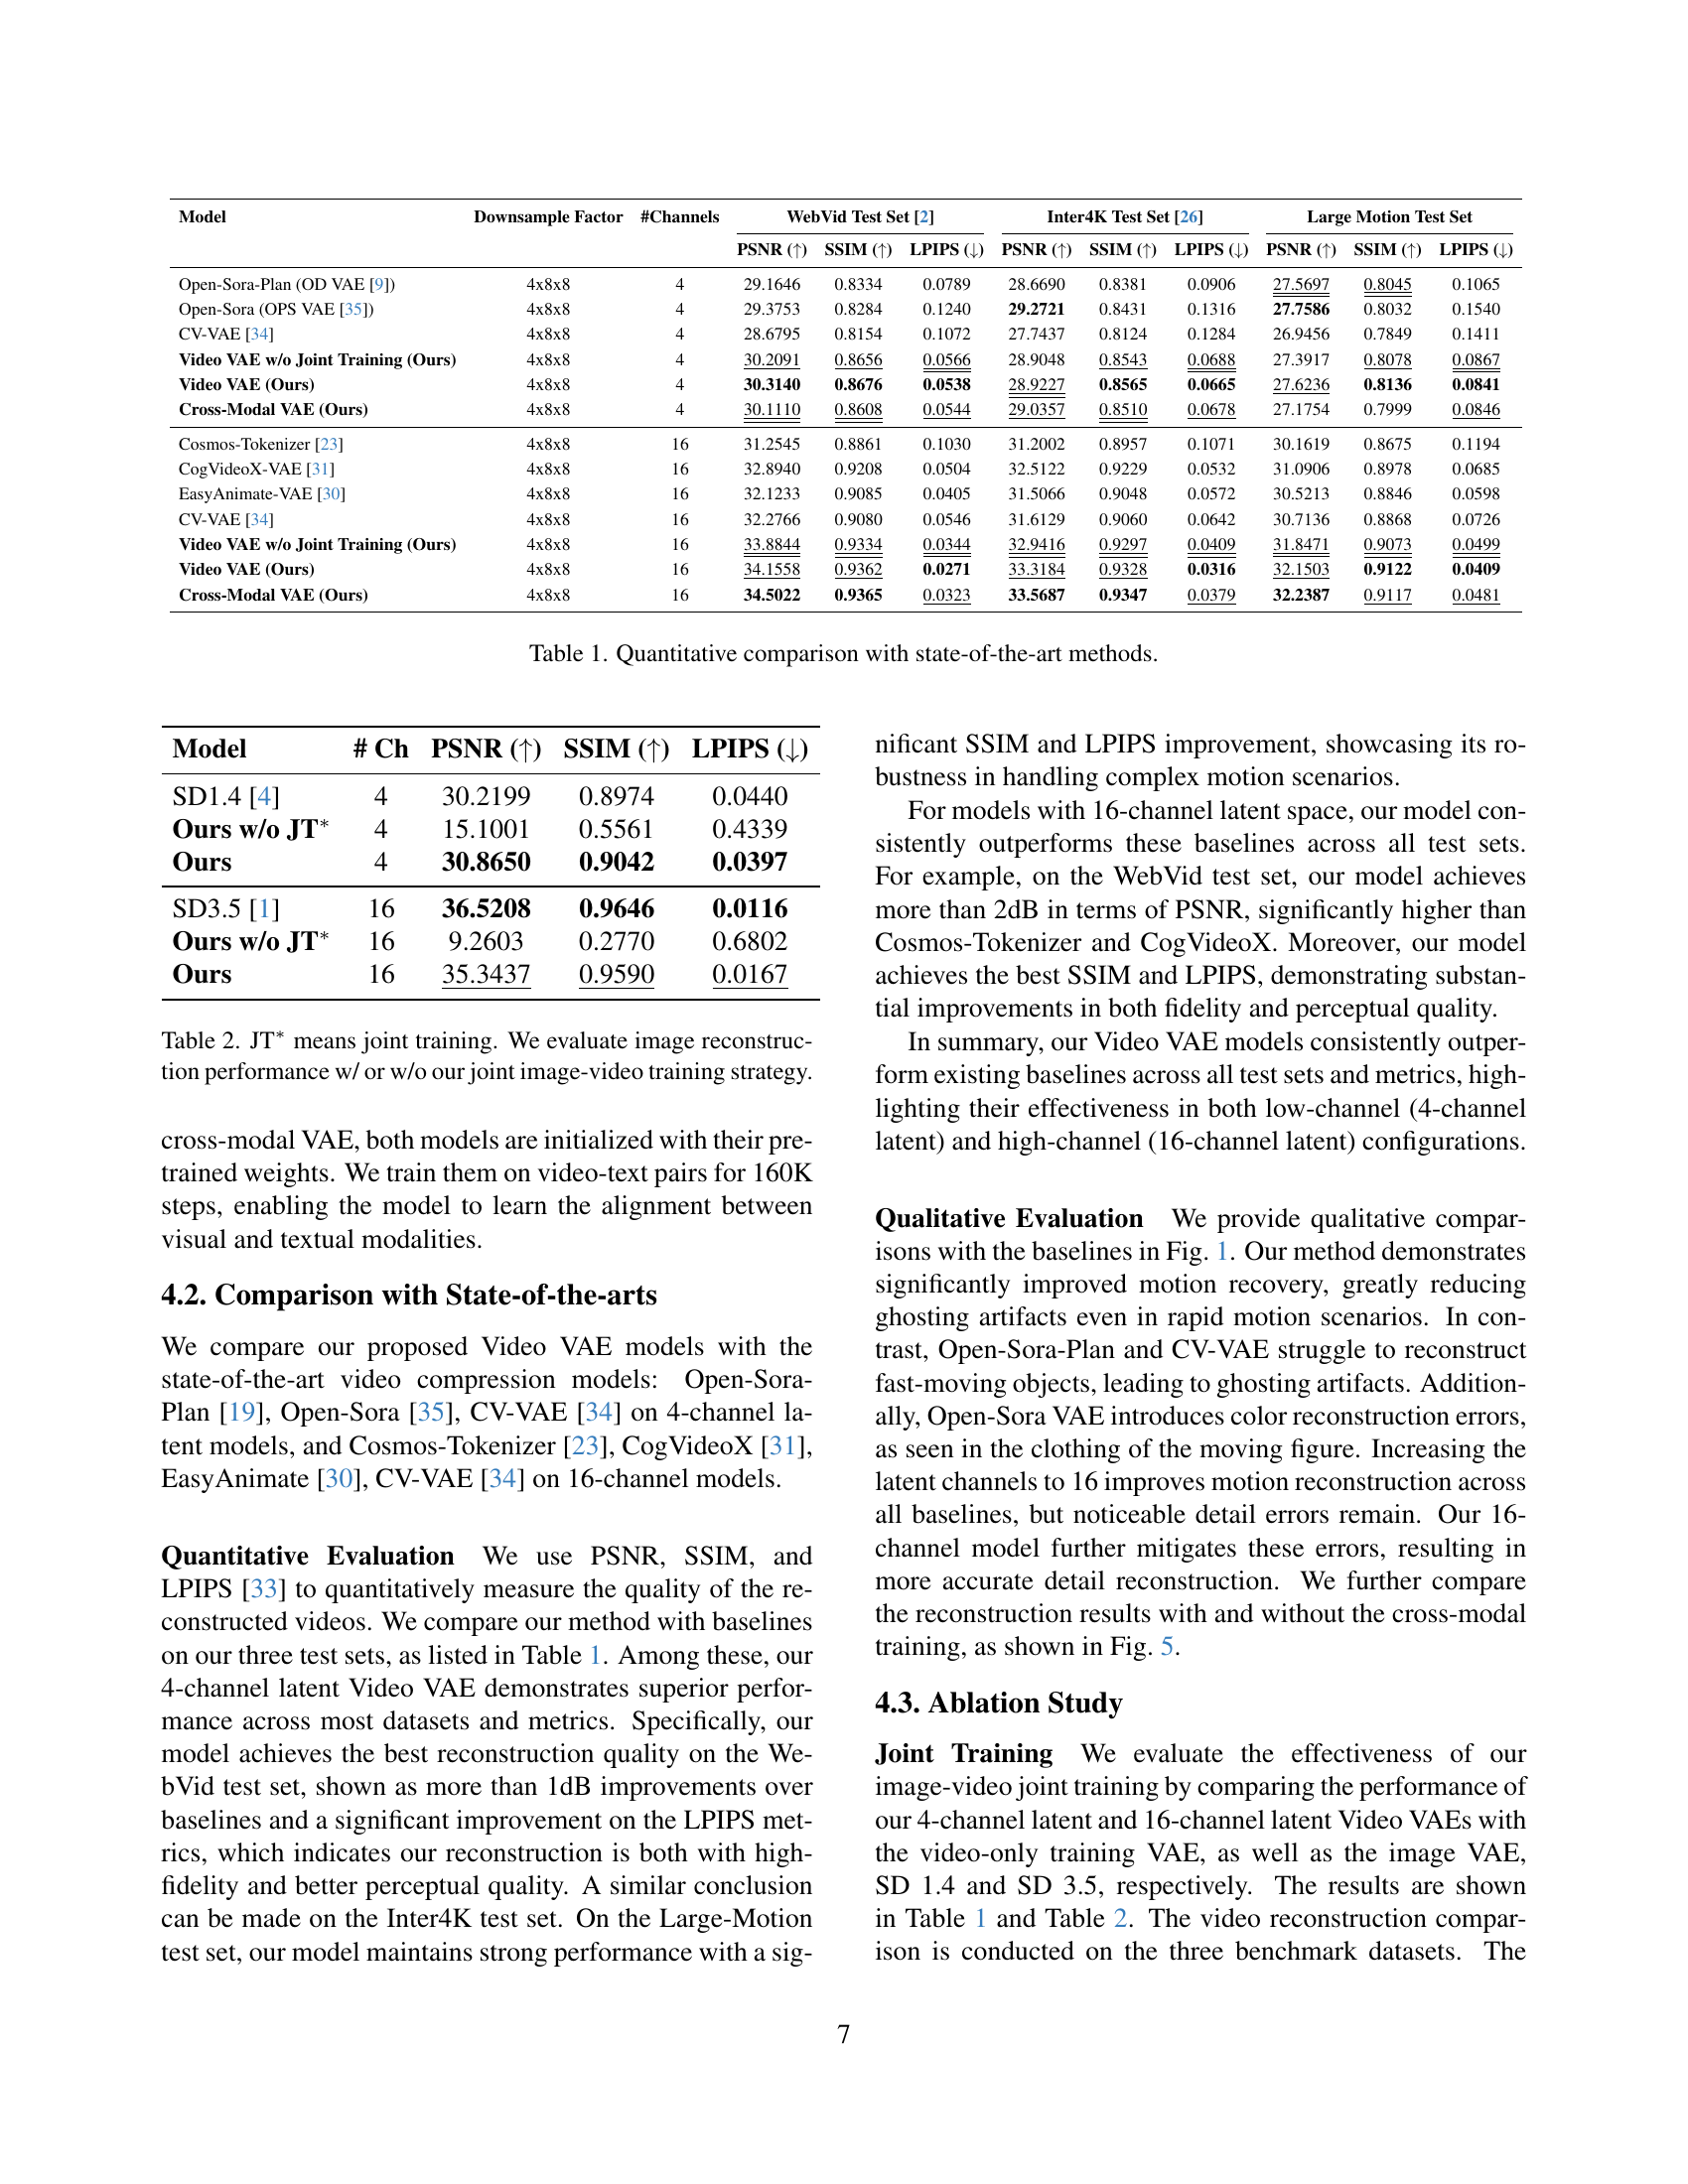 Model Downsample Factor #Channels WebVid Test Set [2] Inter4K Test Set [26] Large Motion Test Set
PSNR (↑) SSIM (↑) LPIPS (↓) PSNR (↑) SSIM (↑) LPIPS (↓) PSNR (↑) SSIM (↑) LPIPS (↓)
Open-Sora-Plan (OD VAE [9]) 4x8x8 4 29.1646 0.8334 0.0789 28.6690 0.8381 0.0906 27.5697 0.8045 0.1065
Open-Sora (OPS VAE [35]) 4x8x8 4 29.3753 0.8284 0.1240 29.2721 0.8431 0.1316 27.7586 0.8032 0.1540
CV-VAE [34] 4x8x8 4 28.6795 0.8154 0.1072 27.7437 0.8124 0.1284 26.9456 0.7849 0.1411
Video VAE w/o Joint Training (Ours) 4x8x8 4 30.2091 0.8656 0.0566 28.9048 0.8543 0.0688 27.3917 0.8078 0.0867
Video VAE (Ours) 4x8x8 4 30.3140 0.8676 0.0538 28.9227 0.8565 0.0665 27.6236 0.8136 0.0841
Cross-Modal VAE (Ours) 4x8x8 4 30.1110 0.8608 0.0544 29.0357 0.8510 0.0678 27.1754 0.7999 0.0846
Cosmos-Tokenizer [23] 4x8x8 16 31.2545 0.8861 0.1030 31.2002 0.8957 0.1071 30.1619 0.8675 0.1194
CogVideoX-VAE [31] 4x8x8 16 32.8940 0.9208 0.0504 32.5122 0.9229 0.0532 31.0906 0.8978 0.0685
EasyAnimate-VAE [30] 4x8x8 16 32.1233 0.9085 0.0405 31.5066 0.9048 0.0572 30.5213 0.8846 0.0598
CV-VAE [34] 4x8x8 16 32.2766 0.9080 0.0546 31.6129 0.9060 0.0642 30.7136 0.8868 0.0726
Video VAE w/o Joint Training (Ours) 4x8x8 16 33.8844 0.9334 0.0344 32.9416 0.9297 0.0409 31.8471 0.9073 0.0499
Video VAE (Ours) 4x8x8 16 34.1558 0.9362 0.0271 33.3184 0.9328 0.0316 32.1503 0.9122 0.0409
Cross-Modal VAE (Ours) 4x8x8 16 34.5022 0.9365 0.0323 33.5687 0.9347 0.0379 32.2387 0.9117 0.0481
Table 1. Quantitative comparison with state-of-the-art methods.
Model # Ch PSNR (↑) SSIM (↑) LPIPS (↓)
SD1.4 [4] 4 30.2199 0.8974 0.0440
Ours w/o JT* 4 15.1001 0.5561 0.4339
Ours 4 30.8650 0.9042 0.0397
SD3.5 [1] 16 36.5208 0.9646 0.0116
Ours w/o JT* 16 9.2603 0.2770 0.6802
Ours 16 35.3437 0.9590 0.0167
Table 2. JT* means joint training. We evaluate image reconstruc-
tion performance w/ or w/o our joint image-video training strategy.
cross-modal VAE, both models are initialized with their pre-
trained weights. We train them on video-text pairs for 160K
steps, enabling the model to learn the alignment between
visual and textual modalities.
4.2. Comparison with State-of-the-arts
We compare our proposed Video VAE models with the
state-of-the-art video compression models: Open-Sora-
Plan [19], Open-Sora [35], CV-VAE [34] on 4-channel la-
tent models, and Cosmos-Tokenizer [23], CogVideoX [31],
EasyAnimate [30], CV-VAE [34] on 16-channel models.
Quantitative Evaluation We use PSNR, SSIM, and
LPIPS [33] to quantitatively measure the quality of the re-
constructed videos. We compare our method with baselines
on our three test sets, as listed in Table 1. Among these, our
4-channel latent Video VAE demonstrates superior perfor-
mance across most datasets and metrics. Specifically, our
model achieves the best reconstruction quality on the We-
bVid test set, shown as more than 1dB improvements over
baselines and a significant improvement on the LPIPS met-
rics, which indicates our reconstruction is both with high-
fidelity and better perceptual quality. A similar conclusion
can be made on the Inter4K test set. On the Large-Motion
test set, our model maintains strong performance with a sig-
nificant SSIM and LPIPS improvement, showcasing its ro-
bustness in handling complex motion scenarios.
For models with 16-channel latent space, our model con-
sistently outperforms these baselines across all test sets.
For example, on the WebVid test set, our model achieves
more than 2dB in terms of PSNR, significantly higher than
Cosmos-Tokenizer and CogVideoX. Moreover, our model
achieves the best SSIM and LPIPS, demonstrating substan-
tial improvements in both fidelity and perceptual quality.
In summary, our Video VAE models consistently outper-
form existing baselines across all test sets and metrics, high-
lighting their effectiveness in both low-channel (4-channel
latent) and high-channel (16-channel latent) configurations.
Qualitative Evaluation We provide qualitative compar-
isons with the baselines in Fig. 1. Our method demonstrates
significantly improved motion recovery, greatly reducing
ghosting artifacts even in rapid motion scenarios. In con-
trast, Open-Sora-Plan and CV-VAE struggle to reconstruct
fast-moving objects, leading to ghosting artifacts. Addition-
ally, Open-Sora VAE introduces color reconstruction errors,
as seen in the clothing of the moving figure. Increasing the
latent channels to 16 improves motion reconstruction across
all baselines, but noticeable detail errors remain. Our 16-
channel model further mitigates these errors, resulting in
more accurate detail reconstruction. We further compare
the reconstruction results with and without the cross-modal
training, as shown in Fig. 5.
4.3. Ablation Study
Joint Training We evaluate the effectiveness of our
image-video joint training by comparing the performance of
our 4-channel latent and 16-channel latent Video VAEs with
the video-only training VAE, as well as the image VAE,
SD 1.4 and SD 3.5, respectively. The results are shown
in Table 1 and Table 2. The video reconstruction compar-
ison is conducted on the three benchmark datasets. The
7